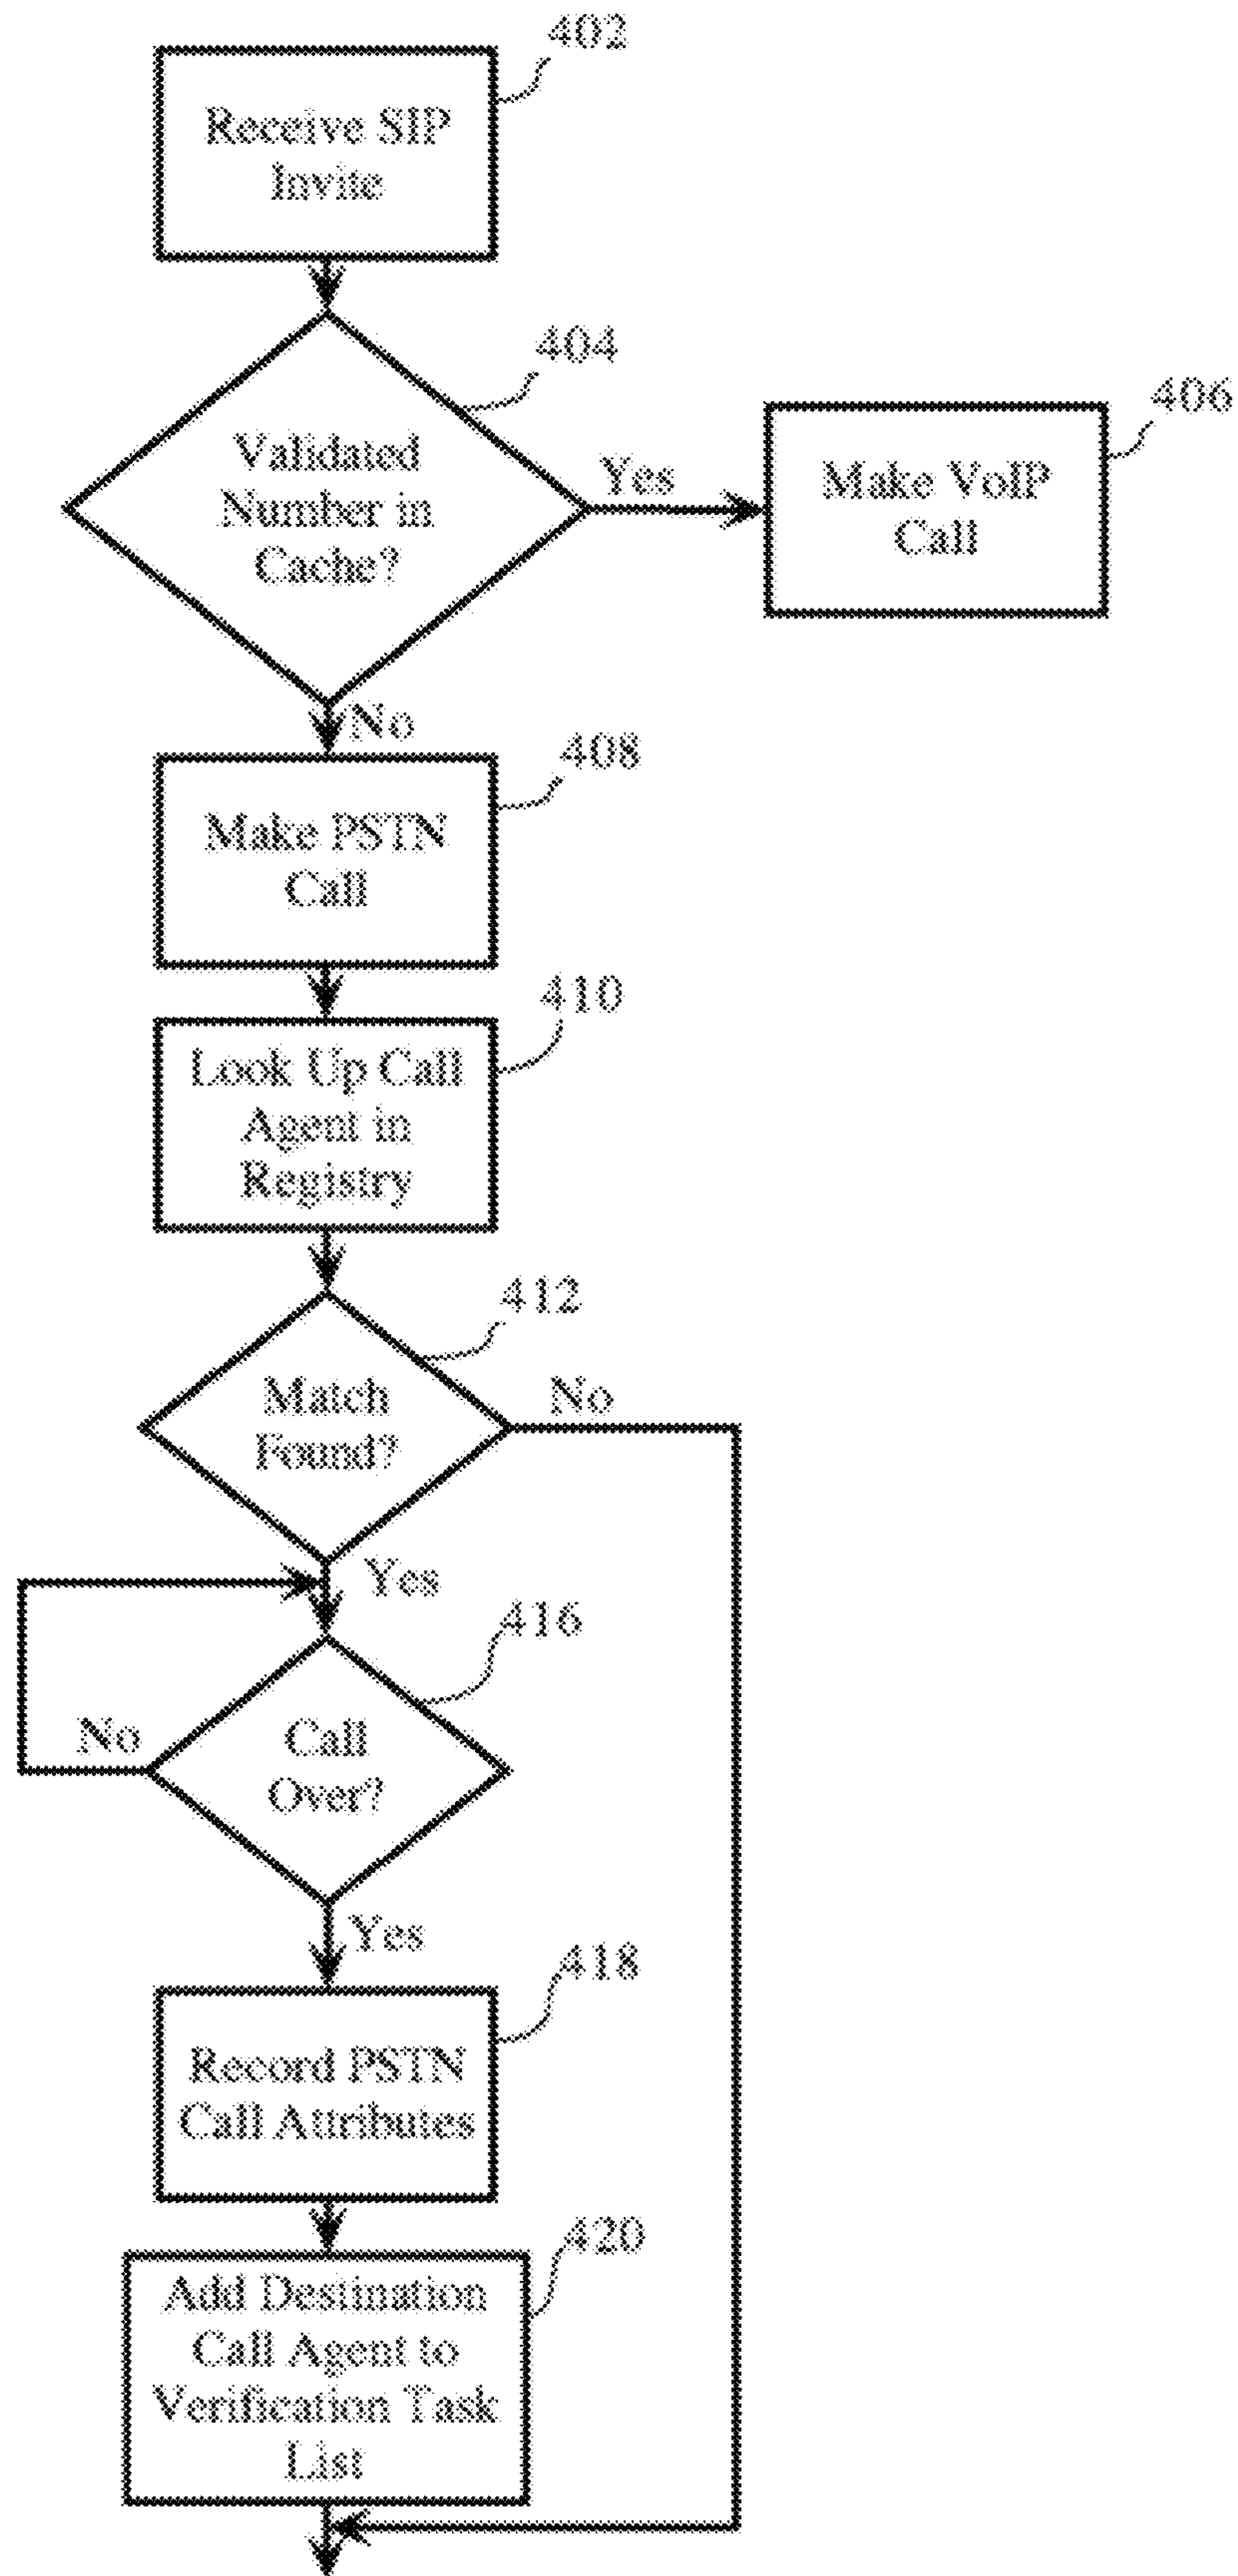 402
Receive SIP
Invite
404
Validated
Number in
Cache?
Yes
406
Make VoIP
Call
No
408
Make PSTN
Call
410
Look Up Call
Agent in
Registry
412
Match
Found?
No
Yes
416
Call
Over?
No
Yes
418
Record PSTN
Call Attributes
420
Add Destination
Call Agent to
Verification Task
List